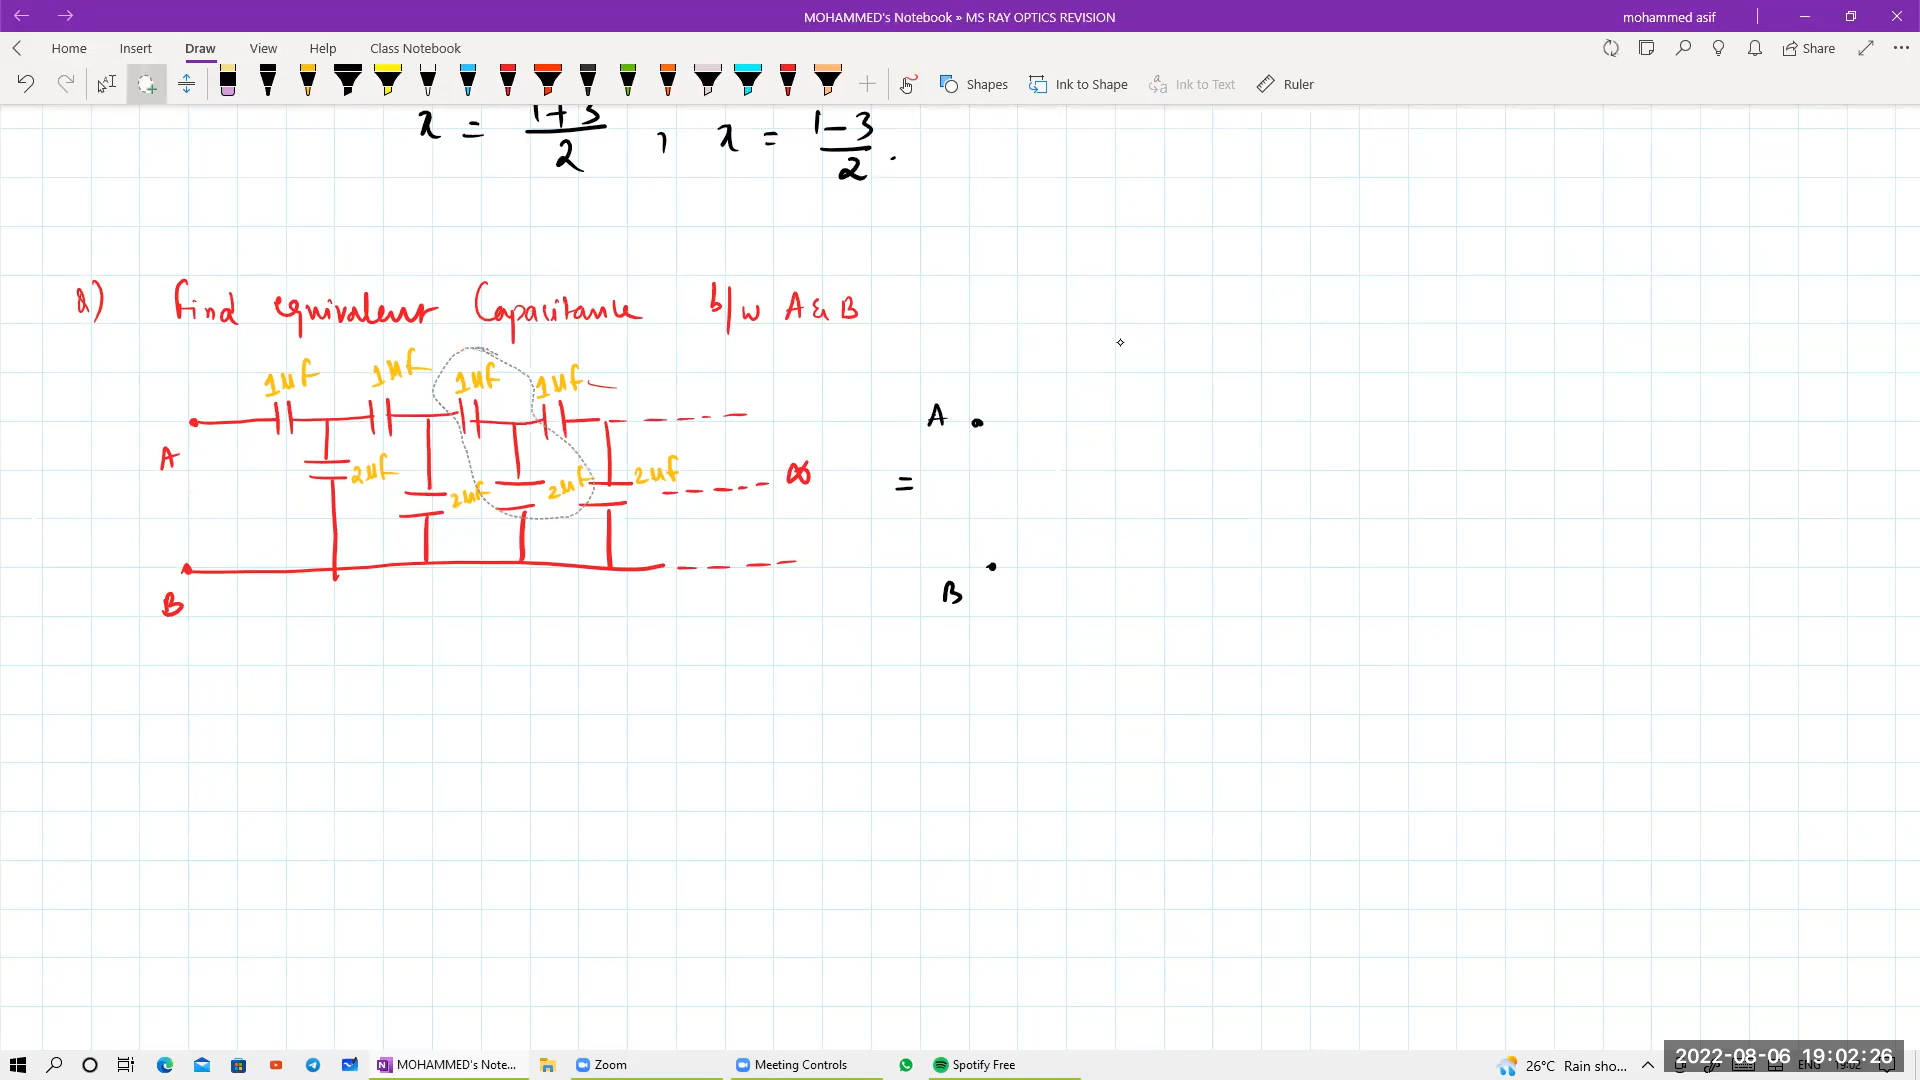 MOHAMMED's Notebook » MS RAY OPTICS REVISION
mohammed asif
Home Insert Draw View Help Class Notebook
Share
Shapes Ink to Shape Ink to Text Ruler
x = 1+3/2 , x = 1-3/2 .
2) Find equivalent Capacitance b/w A & B
1uf 1uf 1uf 1uf
A
2uf 2uf 2uf 2uf ∞
B
A
=
B
MOHAMMED's Note...
Zoom
Meeting Controls
Spotify Free
26°C Rain sho...
ENG 19:02
2022-08-06 19:02:26